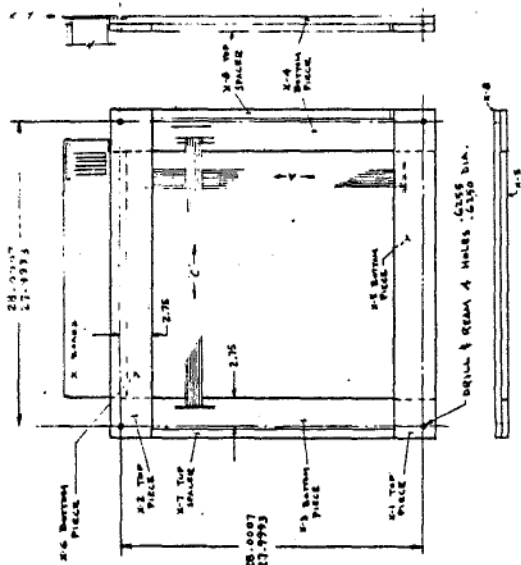 X Y
X-8 TOP
SPACER
X-4
BOTTOM
PIECE
28.0007
27.9993
X
2.75
2.75
Y
C
X-5 BOTTOM
PIECE
X-8
X-5
DRILL & REAM 4 HOLES .6255
.6250 DIA.
X-6 BOTTOM
PIECE
X-2 TOP
PIECE
X-7 TOP
SPACER
X-3 BOTTOM
PIECE
X-1 TOP
PIECE
28.0007
27.9993